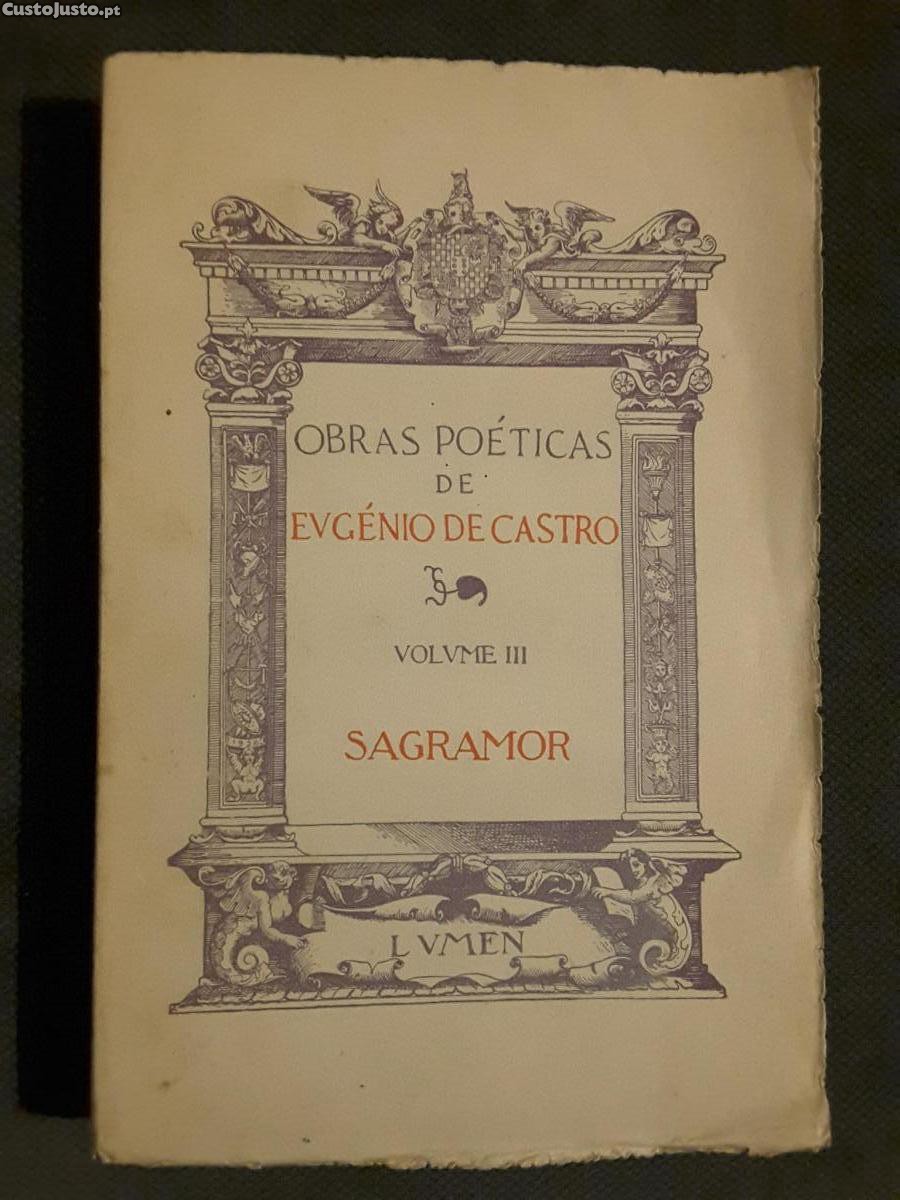 CustoJusto.pt
OBRAS POÉTICAS
DE
EVGÉNIO DE CASTRO
VOLVME III
SAGRAMOR
LVMEN